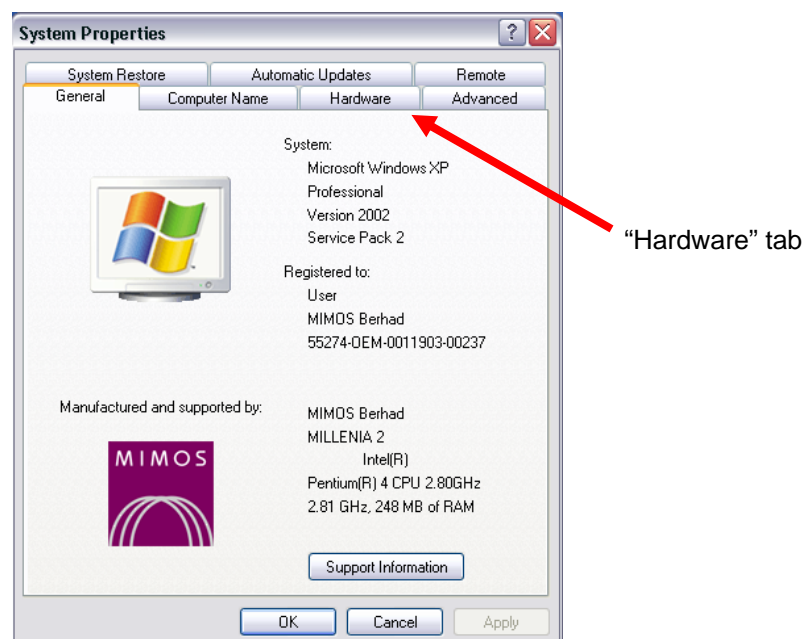 System Properties
System Restore
Automatic Updates
Remote
General
Computer Name
Hardware
Advanced
System:
Microsoft Windows XP
Professional
Version 2002
Service Pack 2
“Hardware” tab
Registered to:
User
MIMOS Berhad
55274-OEM-0011903-00237
Manufactured and supported by:
MIMOS
MIMOS Berhad
MILLENIA 2
Intel(R)
Pentium(R) 4 CPU 2.80GHz
2.81 GHz, 248 MB of RAM
Support Information
OK
Cancel
Apply